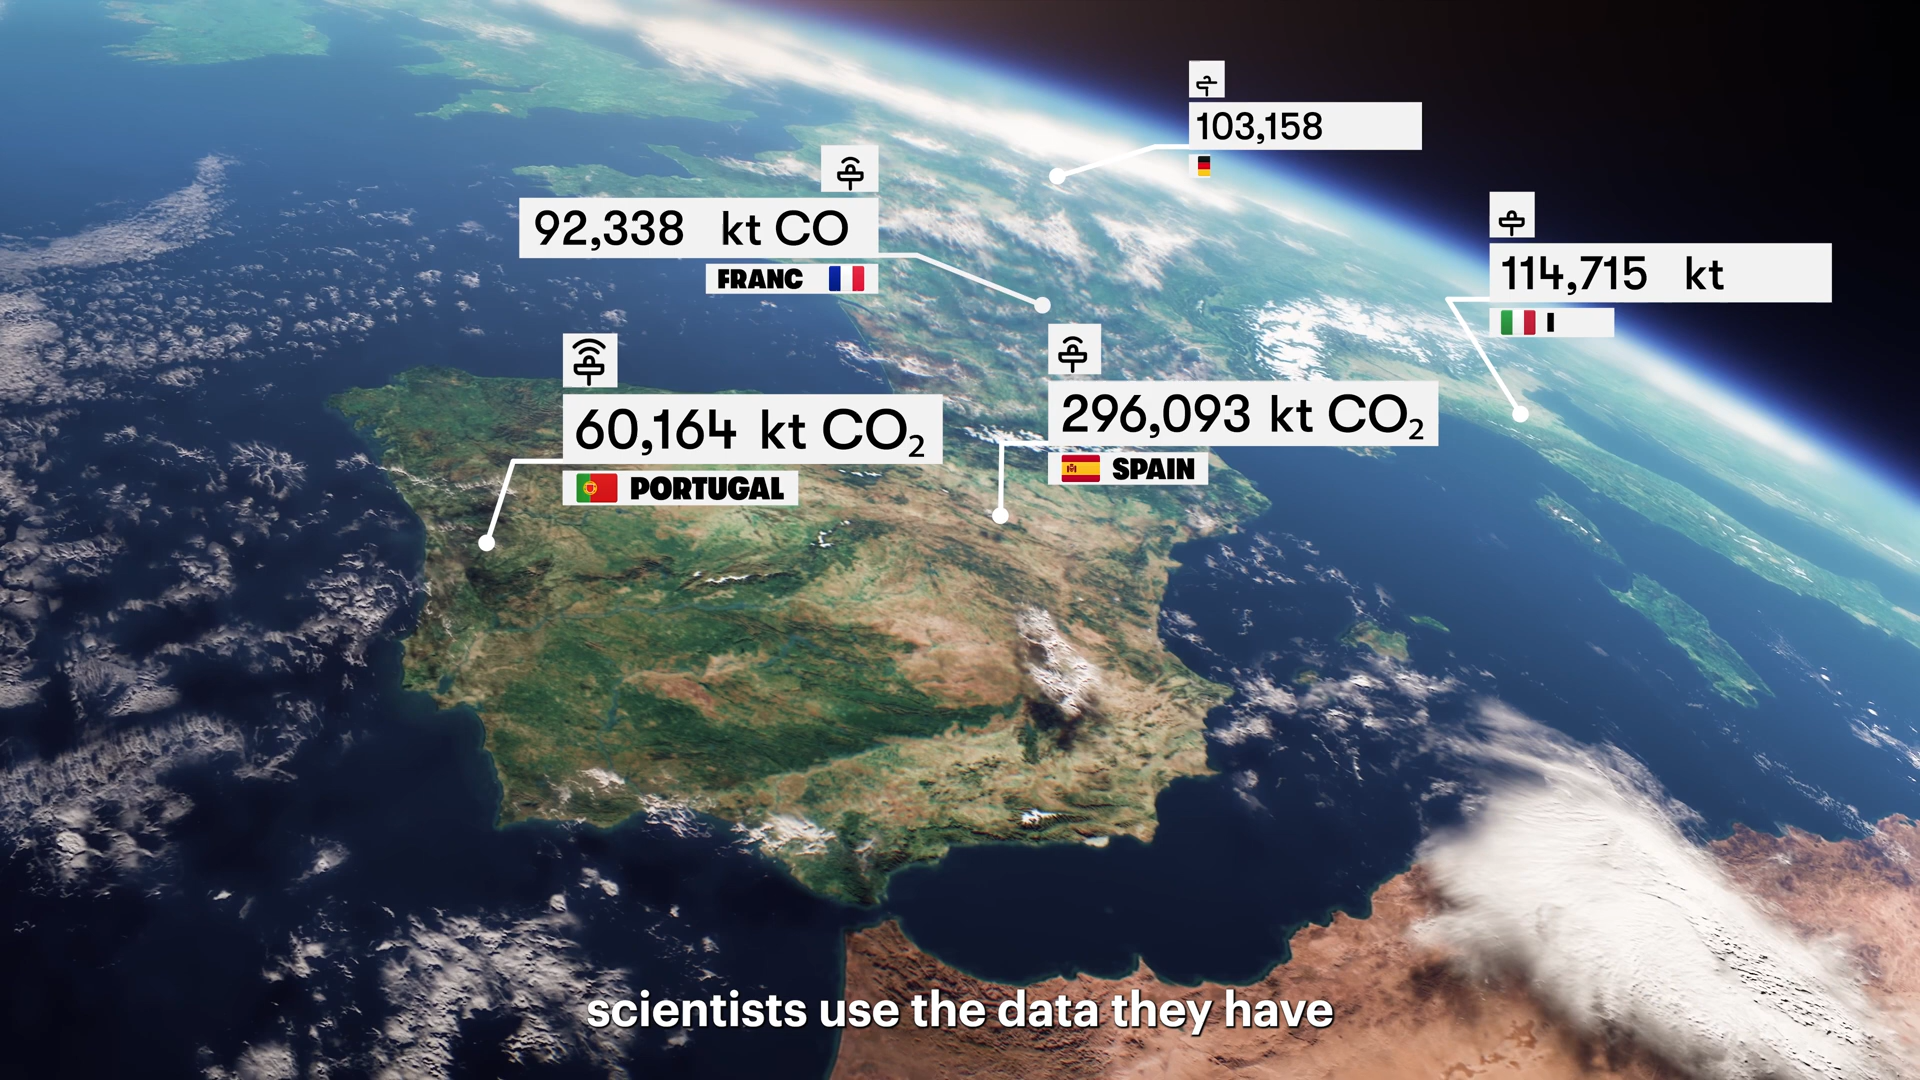 103,158
92,338 kt CO
FRANC
114,715 kt
I
60,164 kt CO₂
PORTUGAL
296,093 kt CO₂
SPAIN
scientists use the data they have